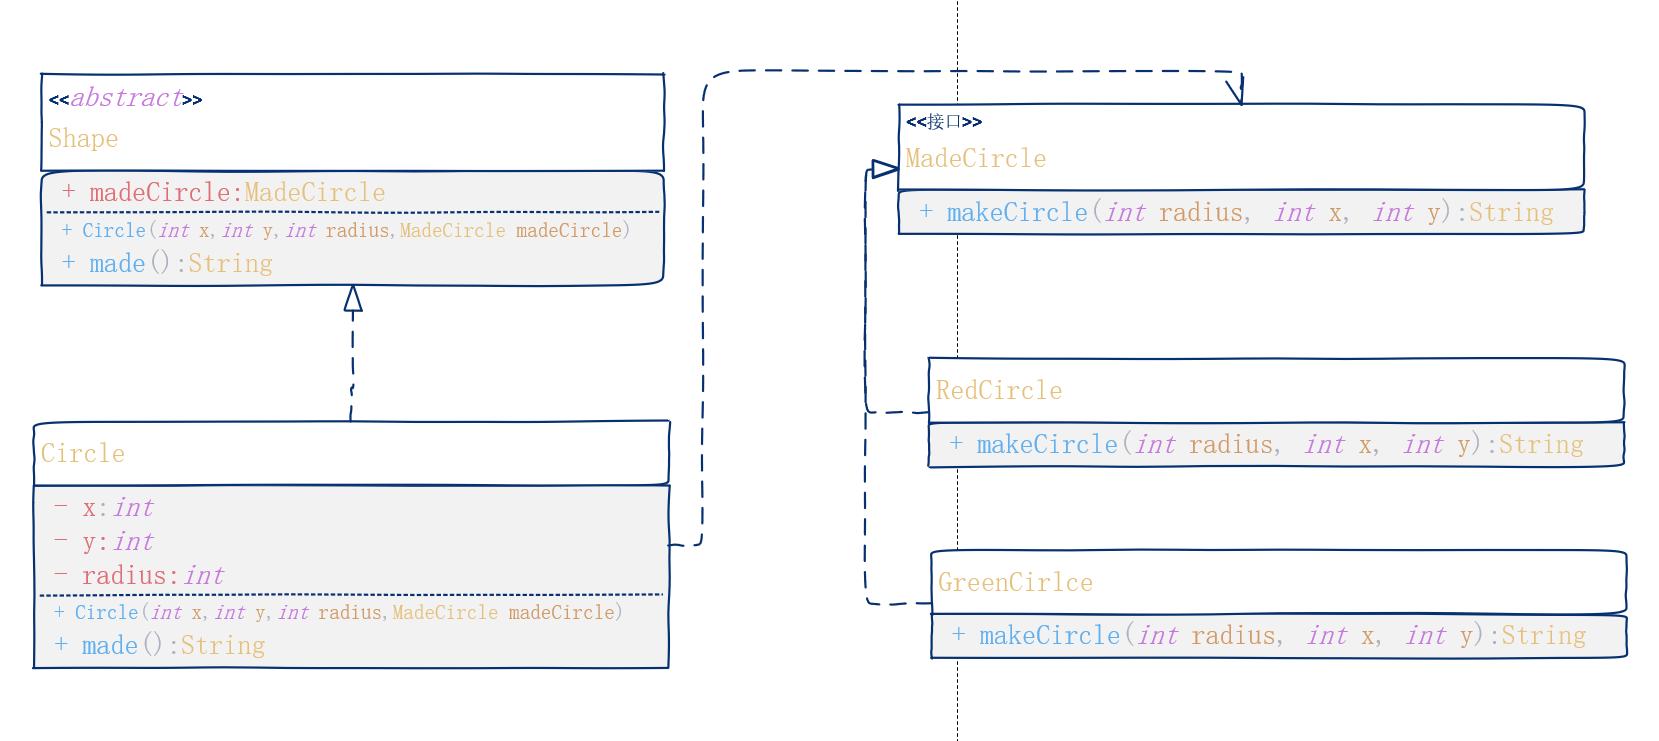 <<abstract>>
Shape
+ madeCircle:MadeCircle
+ Circle(int x,int y,int radius,MadeCircle madeCircle)
+ made():String
Circle
- x:int
- y:int
- radius:int
+ Circle(int x,int y,int radius,MadeCircle madeCircle)
+ made():String
<<接口>>
MadeCircle
+ makeCircle(int radius, int x, int y):String
RedCircle
+ makeCircle(int radius, int x, int y):String
GreenCirlce
+ makeCircle(int radius, int x, int y):String